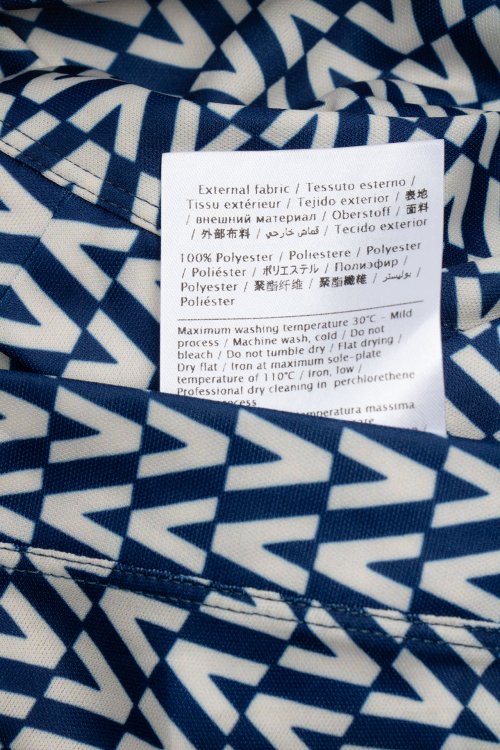 External fabric / Tessuto esterno /
Tissu extérieur / Tejido exterior / 表地
/ внешний материал / Oberstoff / 面料
/ 外部布料 / قماش خارجي / Tecido exterior
100% Polyester / Poliestere / Polyester
/ Poliéster / ポリエステル / Полиэфир /
Polyester / 聚酯纤维 / 聚酯纖維 / بوليستر /
Poliéster
Maximum washing temperature 30°C - Mild
process / Machine wash, cold / Do not
bleach / Do not tumble dry / Flat drying /
Dry flat / Iron at maximum sole-plate
temperature of 110°C / Iron, low /
Professional dry cleaning in perchlorethene
process
temperatura massima